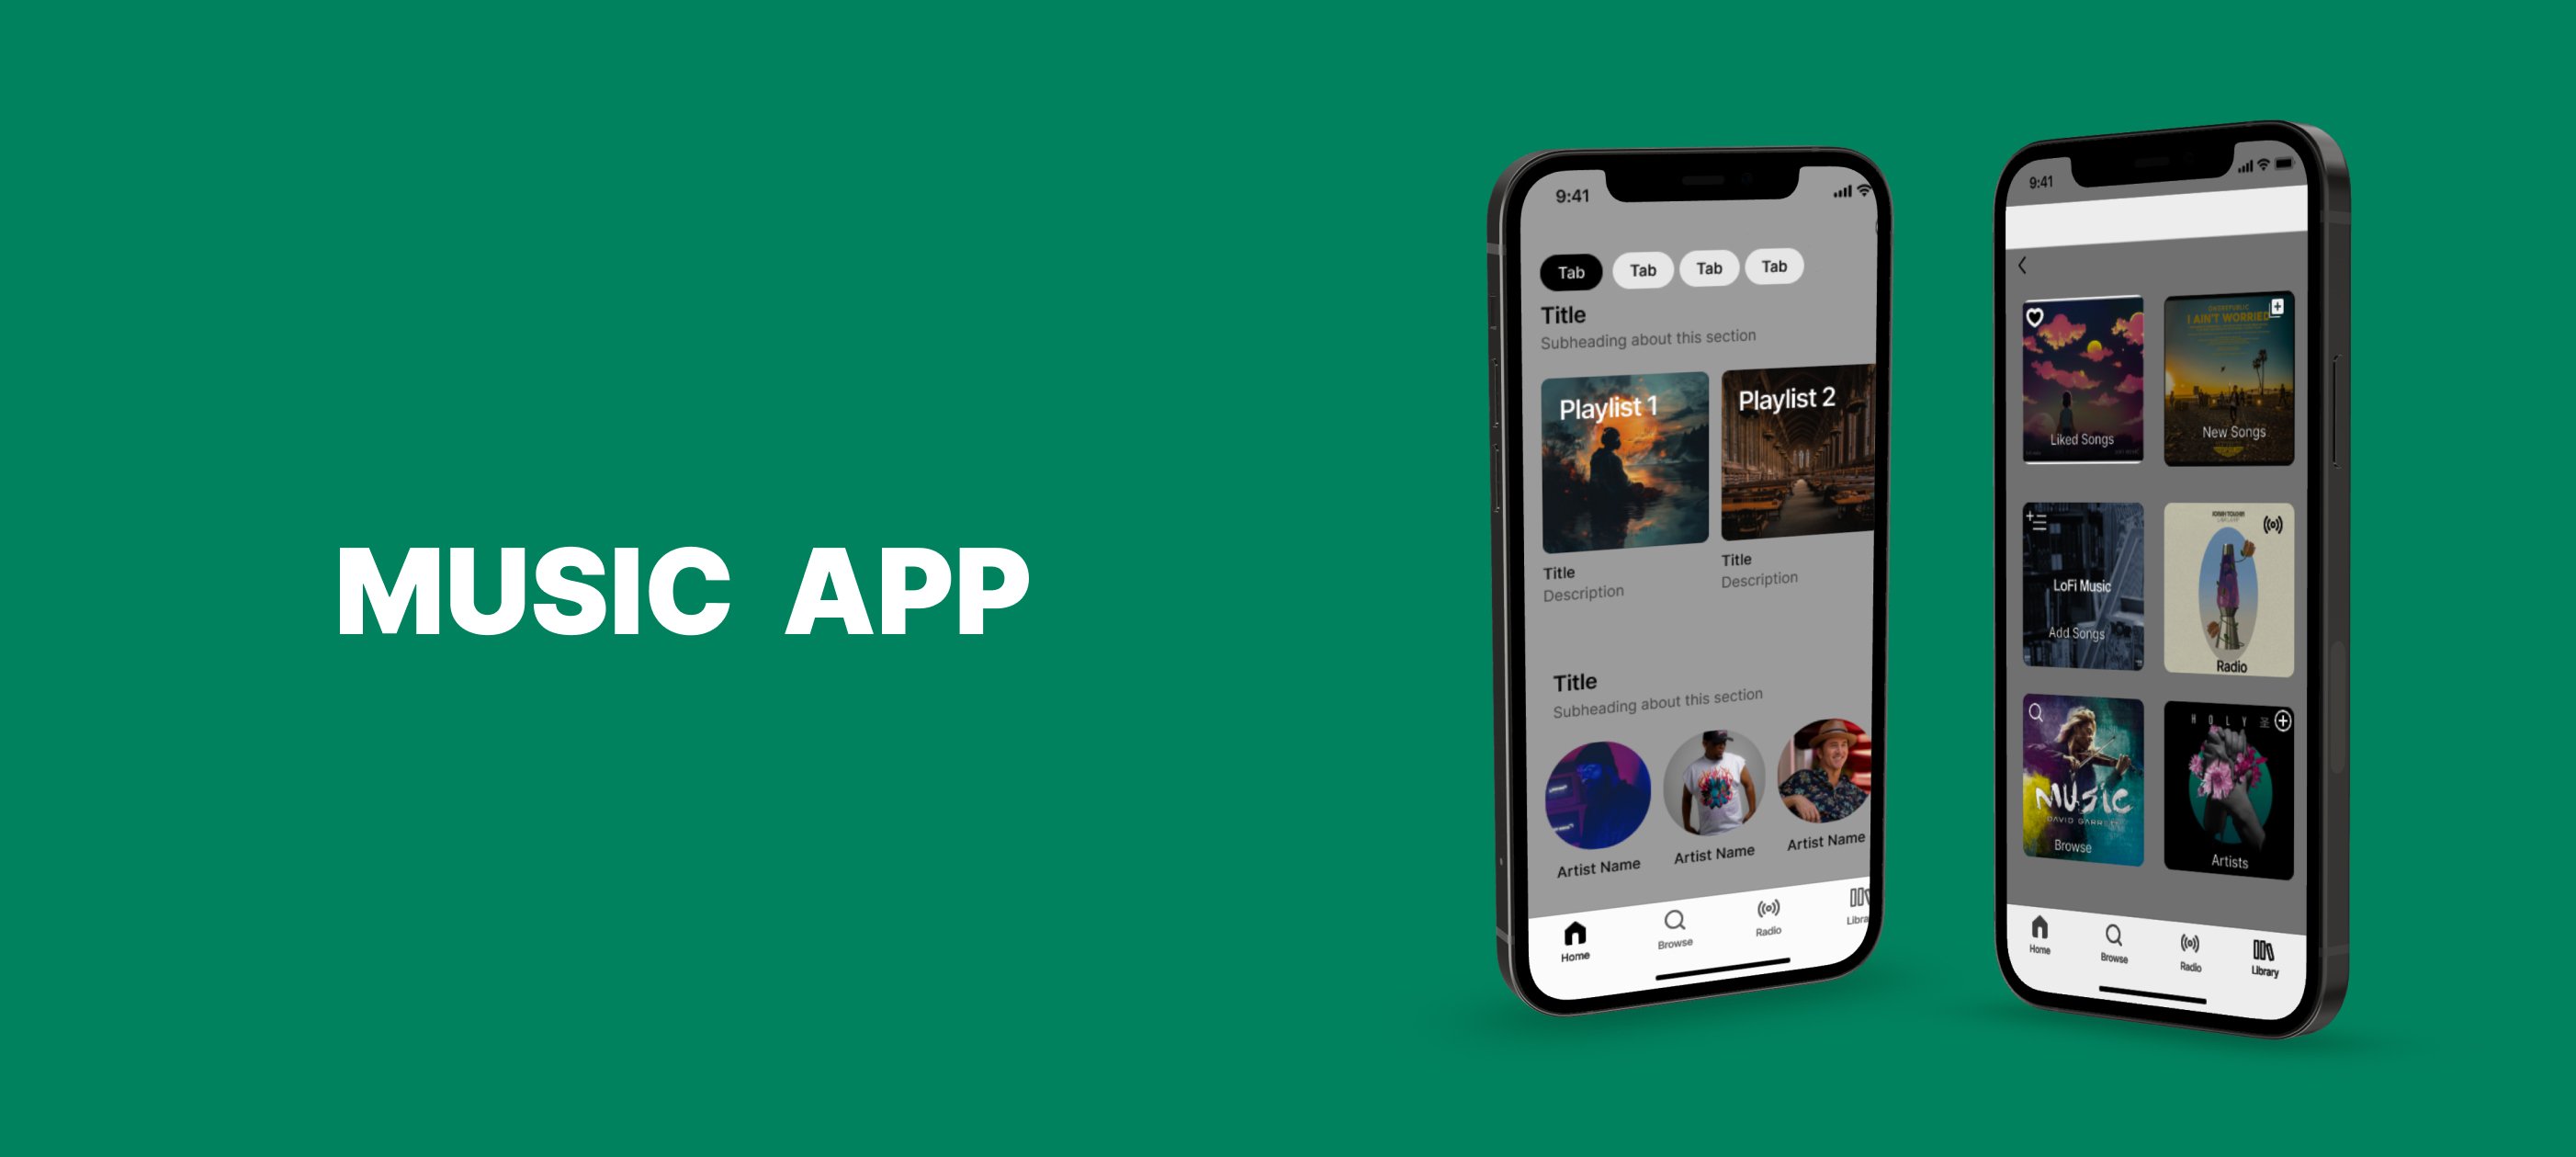 MUSIC APP
9:41
Tab Tab Tab Tab
Title
Subheading about this section
Playlist 1 Playlist 2
Title Title
Description Description
Title
Subheading about this section
Artist Name Artist Name Artist Name
Home Browse Radio Libra
9:41
I AIN'T WORRIED
Liked Songs New Songs
LoFi Music
Add Songs
Radio
HOLY
MUSIC
Browse Artists
Home Browse Radio Library